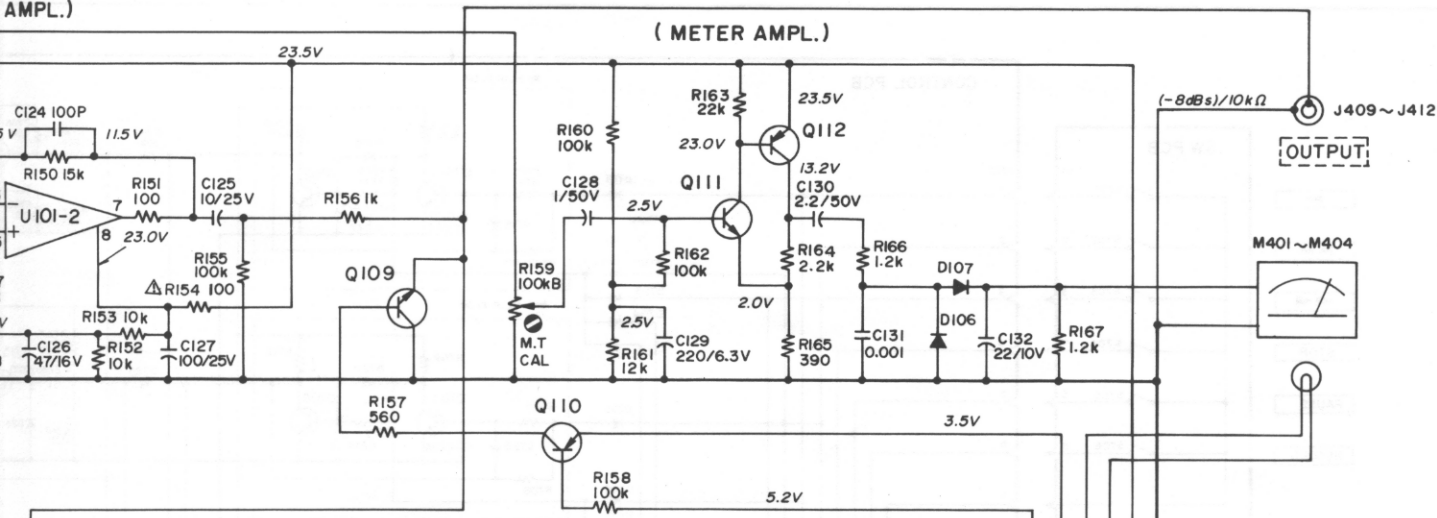 AMPL.)
( METER AMPL.)
23.5V
C124 100P
11.5V
R150 15k
U101-2
+
7
8
23.0V
R151
100
C125
10/25V
R156 1k
R155
100k
R154 100
R153 10k
C126
47/16V
R152
10k
C127
100/25V
Q109
R157
560
Q110
R158
100k
3.5V
5.2V
R159
100kB
M.T
CAL
C128
1/50V
R160
100k
2.5V
R162
100k
2.5V
R161
12k
C129
220/6.3V
R163
22k
23.0V
Q111
Q112
23.5V
13.2V
C130
2.2/50V
R164
2.2k
2.0V
R165
390
R166
1.2k
C131
0.001
D107
D106
C132
22/10V
R167
1.2k
(-8dBs)/10kΩ
J409~J412
OUTPUT
M401~M404